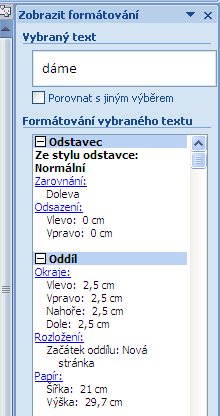 Zobrazit formátování
Vybraný text
dáme
Porovnat s jiným výběrem
Formátování vybraného textu
Odstavec
Ze stylu odstavce:
Normální
Zarovnání:
Doleva
Odsazení:
Vlevo: 0 cm
Vpravo: 0 cm
Oddíl
Okraje:
Vlevo: 2,5 cm
Vpravo: 2,5 cm
Nahoře: 2,5 cm
Dole: 2,5 cm
Rozložení:
Začátek oddílu: Nová
stránka
Papír:
Šířka: 21 cm
Výška: 29,7 cm